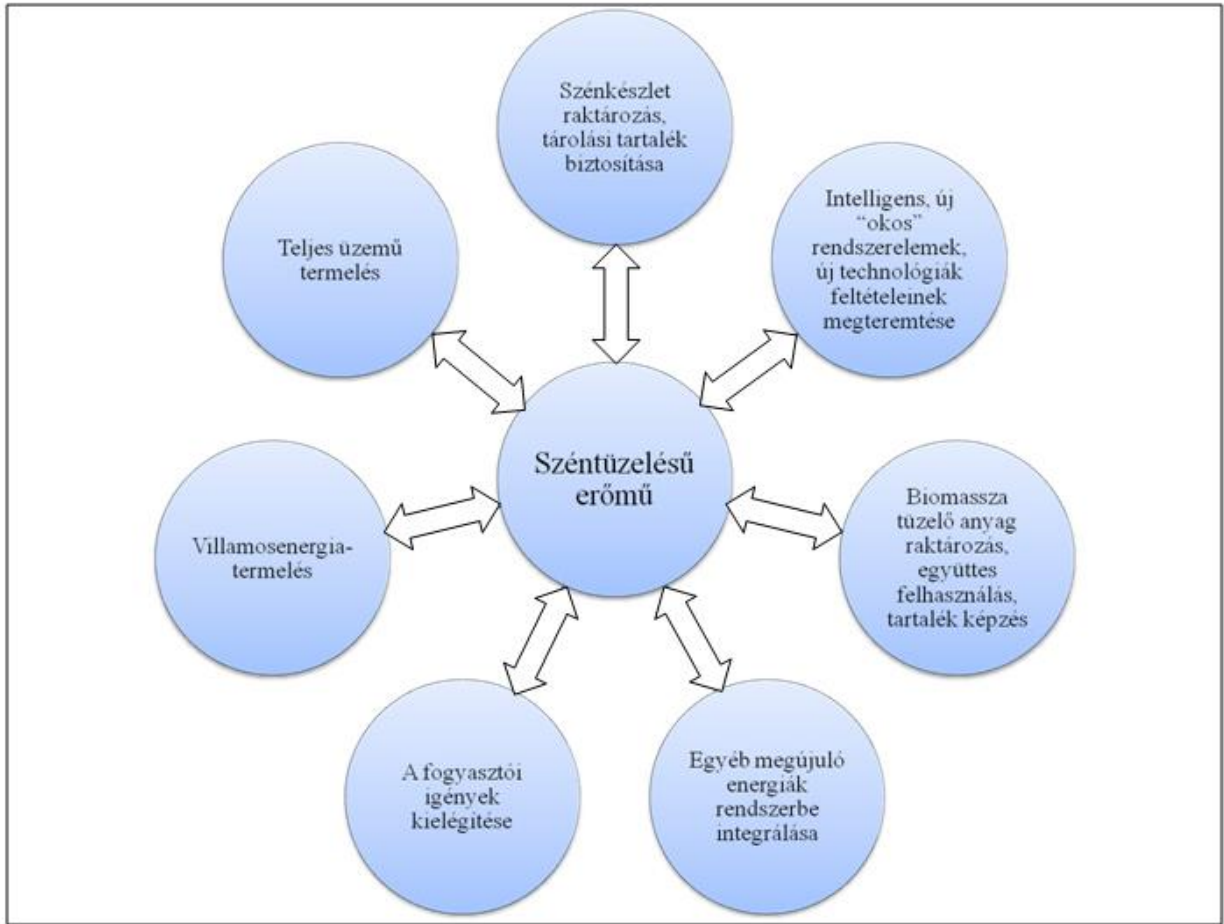 Szénkészlet
raktározás,
tárolási tartalék
biztosítása
Intelligens, új
“okos”
rendszerelemek,
új technológiák
feltételeinek
megteremtése
Biomassza
tüzelő anyag
raktározás,
együttes
felhasználás,
tartalék képzés
Egyéb megújuló
energiák
rendszerbe
integrálása
A fogyasztói
igények
kielégítése
Villamosenergia-
termelés
Teljes üzemű
termelés
Széntüzelésű
erőmű